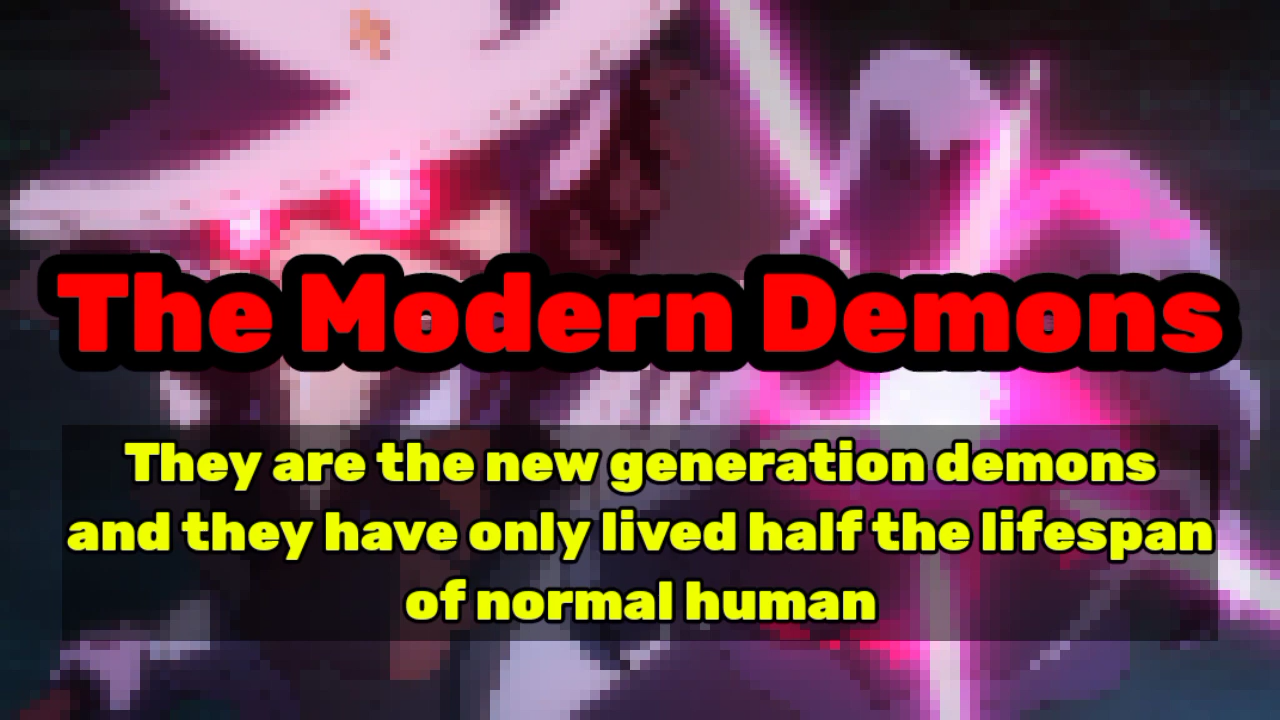 The Modern Demons
They are the new generation demons
and they have only lived half the lifespan
of normal human